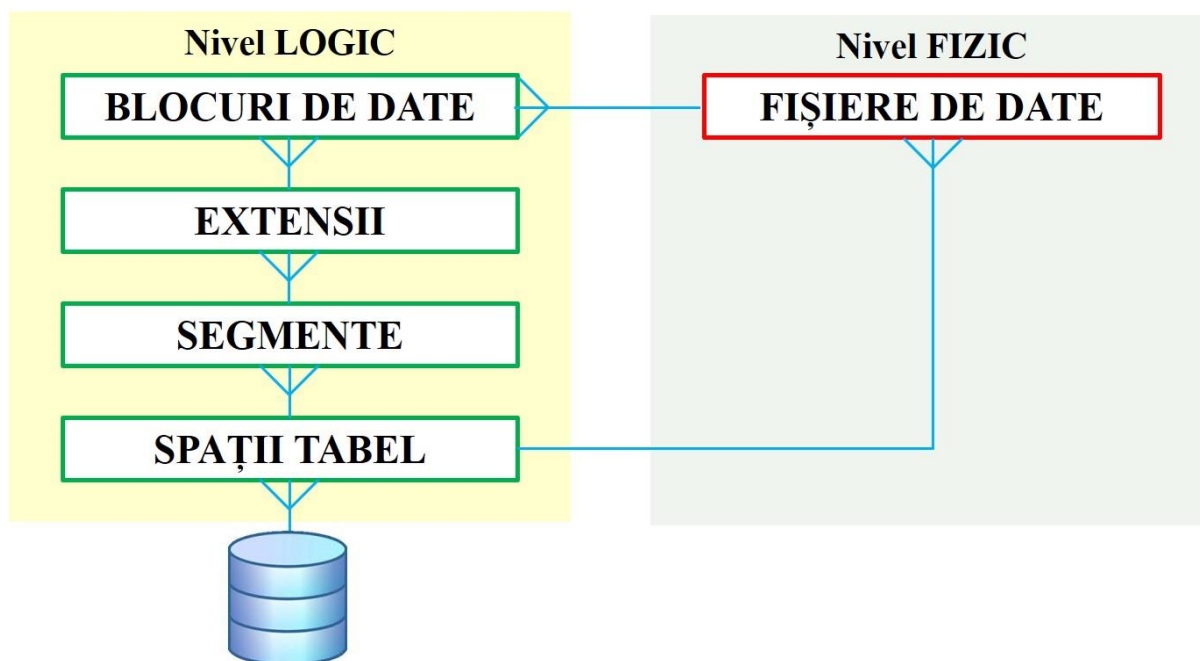 Nivel LOGIC
BLOCURI DE DATE
EXTENSII
SEGMENTE
SPAȚII TABEL
Nivel FIZIC
FIȘIERE DE DATE